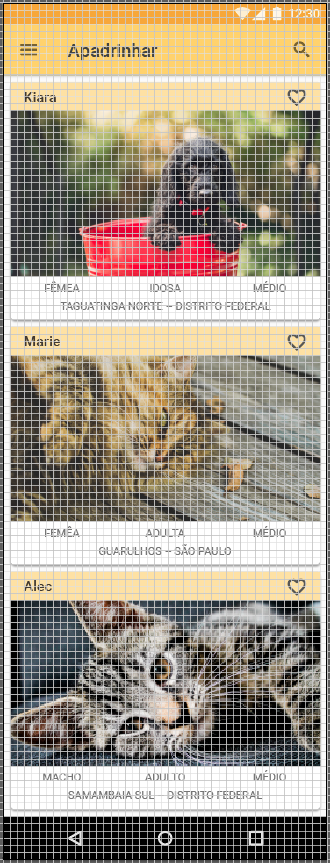 12:30
Apadrinhar
Kiara
FÊMEA IDOSA MÉDIO
TAGUATINGA NORTE – DISTRITO FEDERAL
Marie
FEMÊA ADULTA MÉDIO
GUARULHOS – SÃO PAULO
Alec
MACHO ADULTO MÉDIO
SAMAMBAIA SUL – DISTRITO FEDERAL